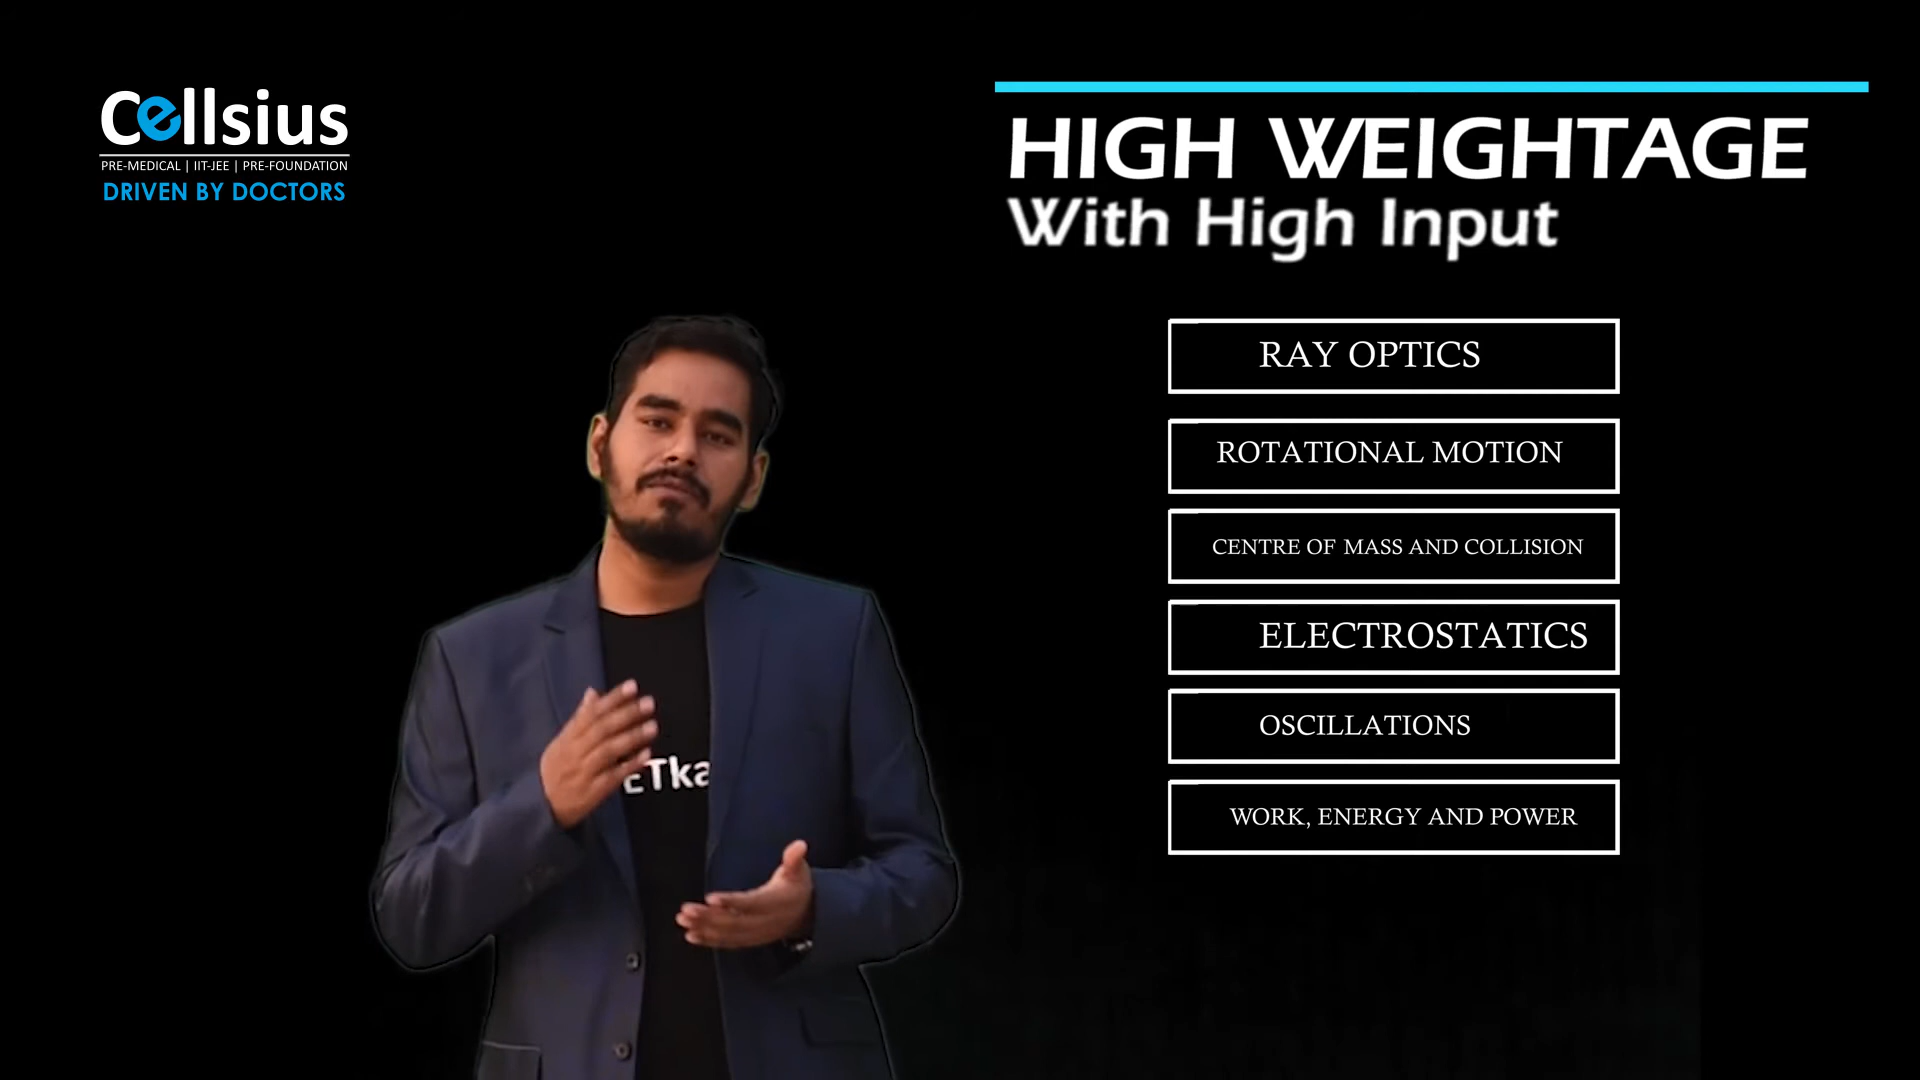 Cellsius
PRE-MEDICAL | IIT-JEE | PRE-FOUNDATION
DRIVEN BY DOCTORS
HIGH WEIGHTAGE
With High Input
RAY OPTICS
ROTATIONAL MOTION
CENTRE OF MASS AND COLLISION
ELECTROSTATICS
OSCILLATIONS
WORK, ENERGY AND POWER
ETka